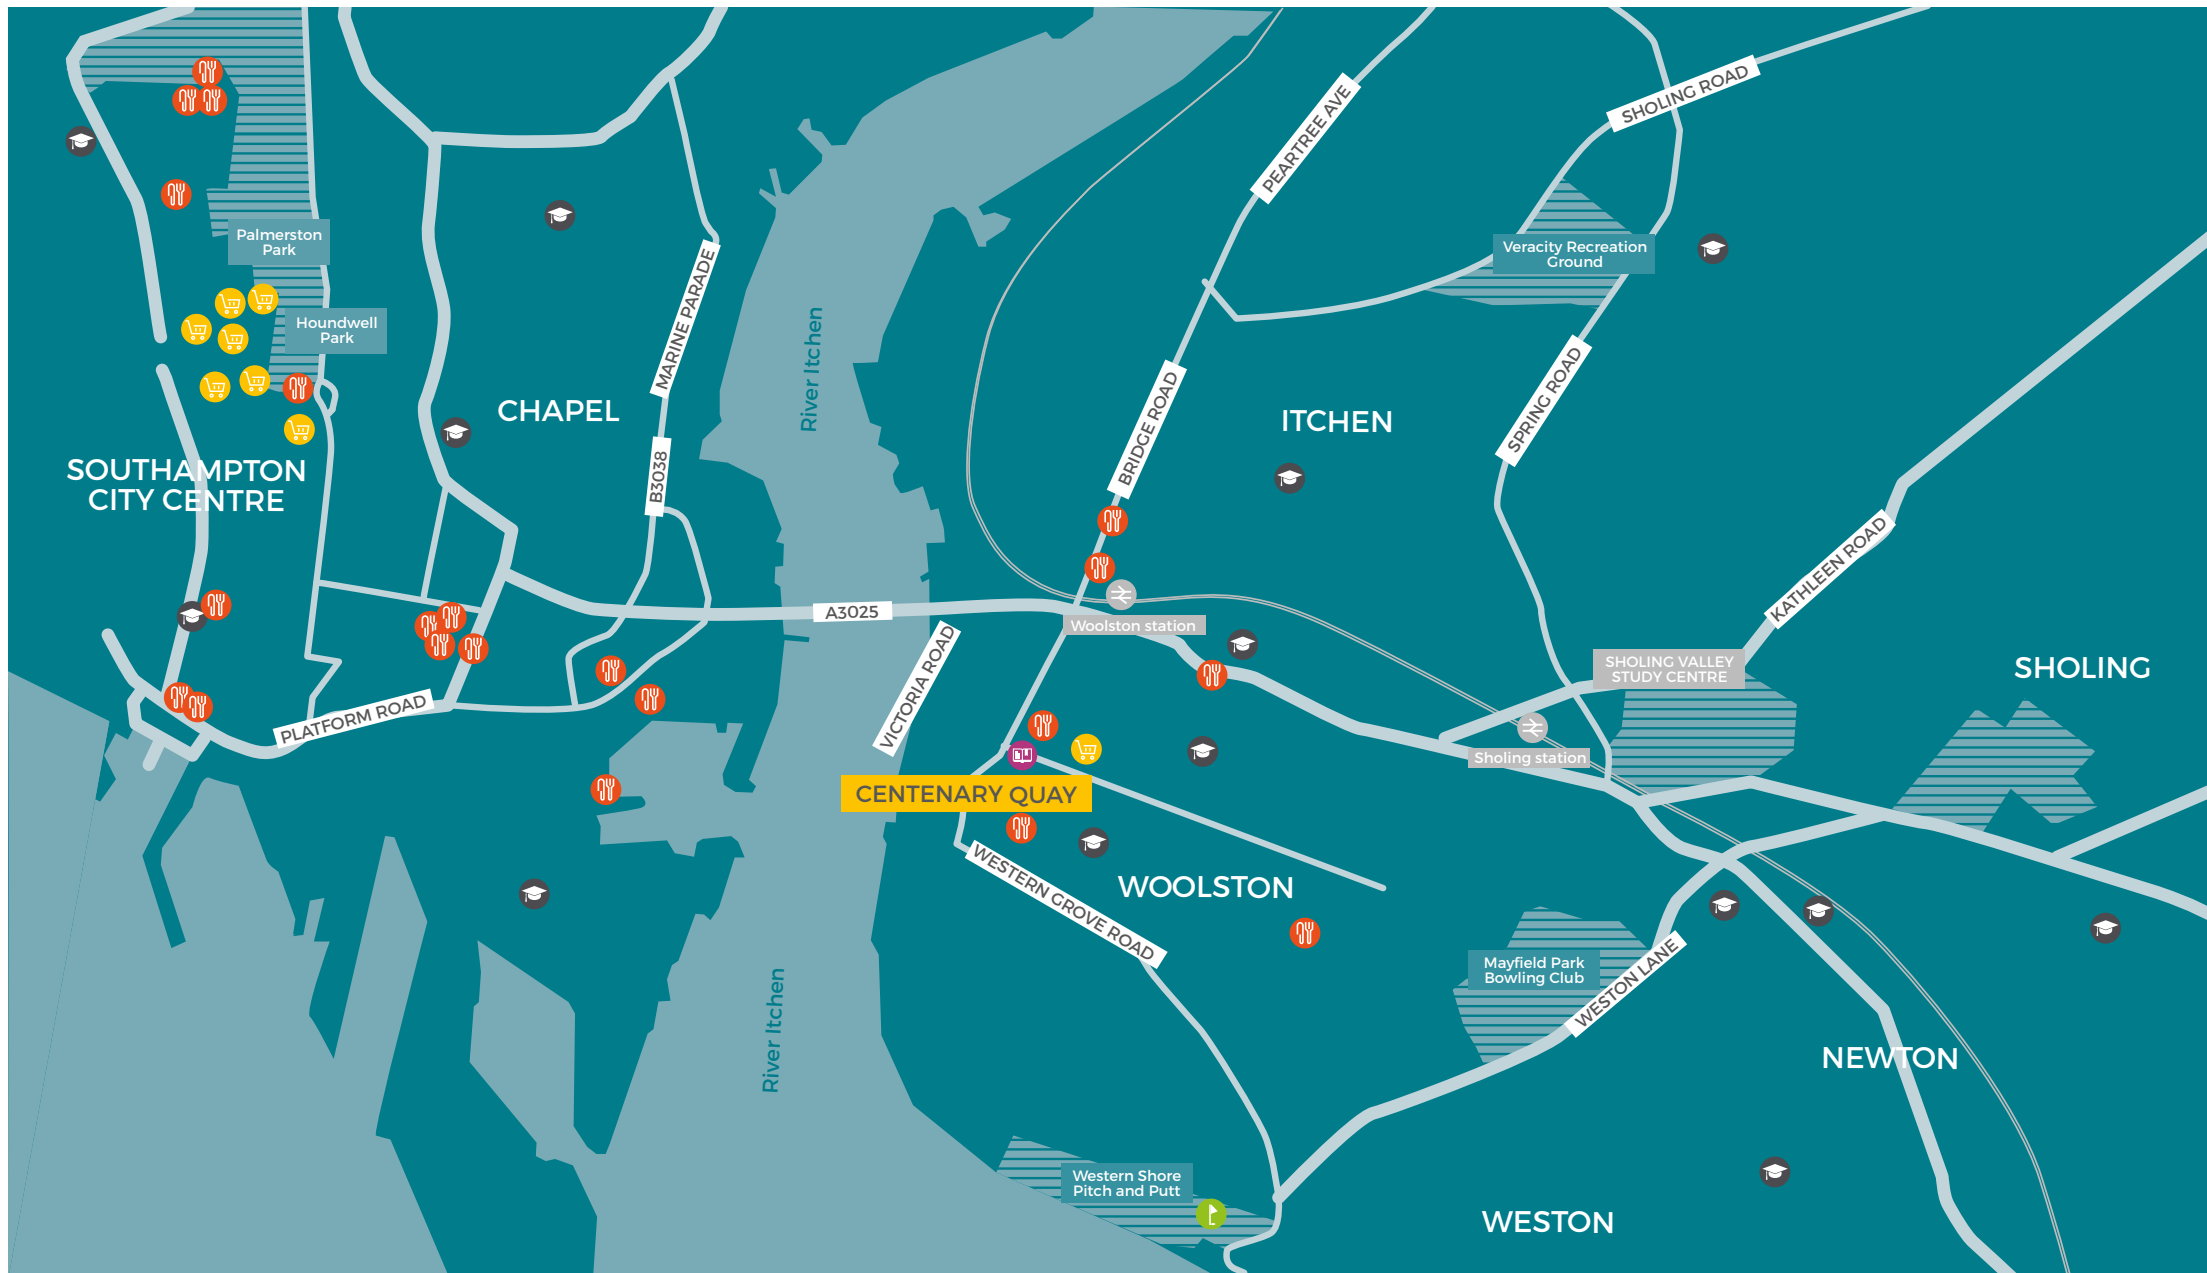 SHOLING ROAD
PEARTREE AVE
Palmerston
Park
Veracity Recreation
Ground
MARINE PARADE
Houndwell
Park
River Itchen
BRIDGE ROAD
SPRING ROAD
CHAPEL
ITCHEN
SOUTHAMPTON
CITY CENTRE
B3038
KATHLEEN ROAD
A3025
Woolston station
VICTORIA ROAD
SHOLING VALLEY
STUDY CENTRE
SHOLING
PLATFORM ROAD
Sholing station
CENTENARY QUAY
WESTERN GROVE ROAD
WOOLSTON
Mayfield Park
Bowling Club
WESTON LANE
River Itchen
NEWTON
Western Shore
Pitch and Putt
WESTON